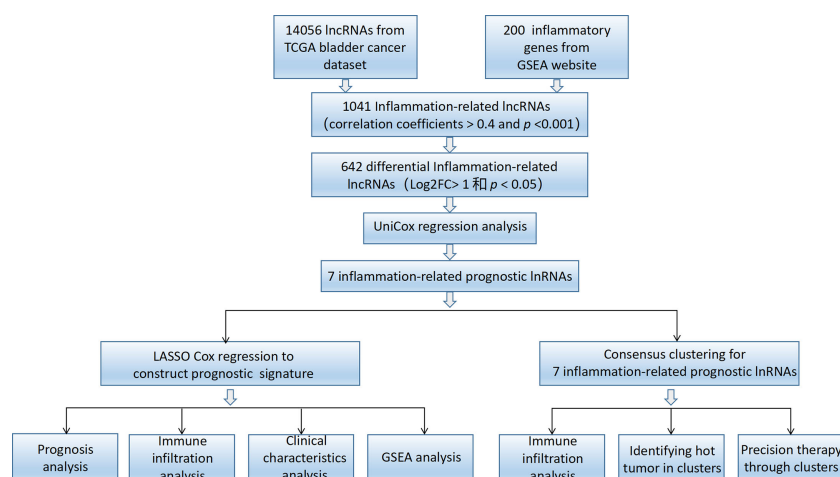 14056 lncRNAs from
TCGA bladder cancer
dataset
200 inflammatory
genes from
GSEA website
1041 Inflammation-related lncRNAs
(correlation coefficients > 0.4 and p <0.001)
642 differential Inflammation-related
lncRNAs (Log2FC> 1 和 p < 0.05)
UniCox regression analysis
7 inflammation-related prognostic lnRNAs
LASSO Cox regression to
construct prognostic signature
Consensus clustering for
7 inflammation-related prognostic lnRNAs
Prognosis
analysis
Immune
infiltration
analysis
Clinical
characteristics
analysis
GSEA analysis
Immune
infiltration
analysis
Identifying hot
tumor in clusters
Precision therapy
through clusters